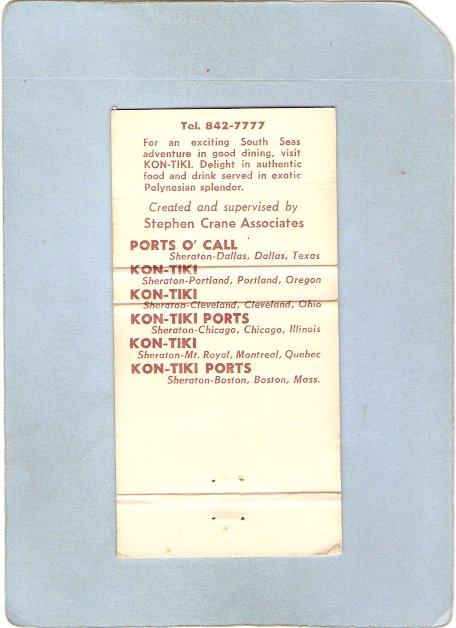 Tel. 842-7777
For an exciting South Seas
adventure in good dining, visit
KON-TIKI. Delight in authentic
food and drink served in exotic
Polynesian splendor.
Created and supervised by
Stephen Crane Associates
PORTS O' CALL
Sheraton-Dallas, Dallas, Texas
KON-TIKI
Sheraton-Portland, Portland, Oregon
KON-TIKI
Sheraton-Cleveland, Cleveland, Ohio
KON-TIKI PORTS
Sheraton-Chicago, Chicago, Illinois
KON-TIKI
Sheraton-Mt. Royal, Montreal, Quebec
KON-TIKI PORTS
Sheraton-Boston, Boston, Mass.